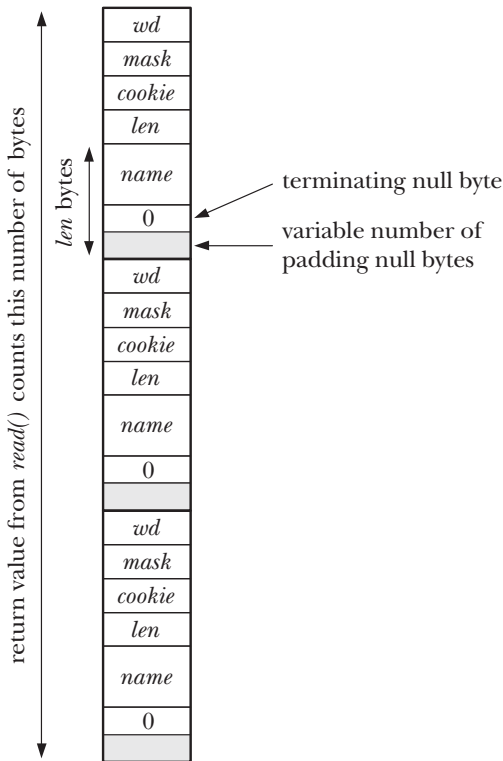 return value from read() counts this number of bytes
wd
mask
cookie
len
len bytes
name
0
terminating null byte
variable number of
padding null bytes
wd
mask
cookie
len
name
0
wd
mask
cookie
len
name
0